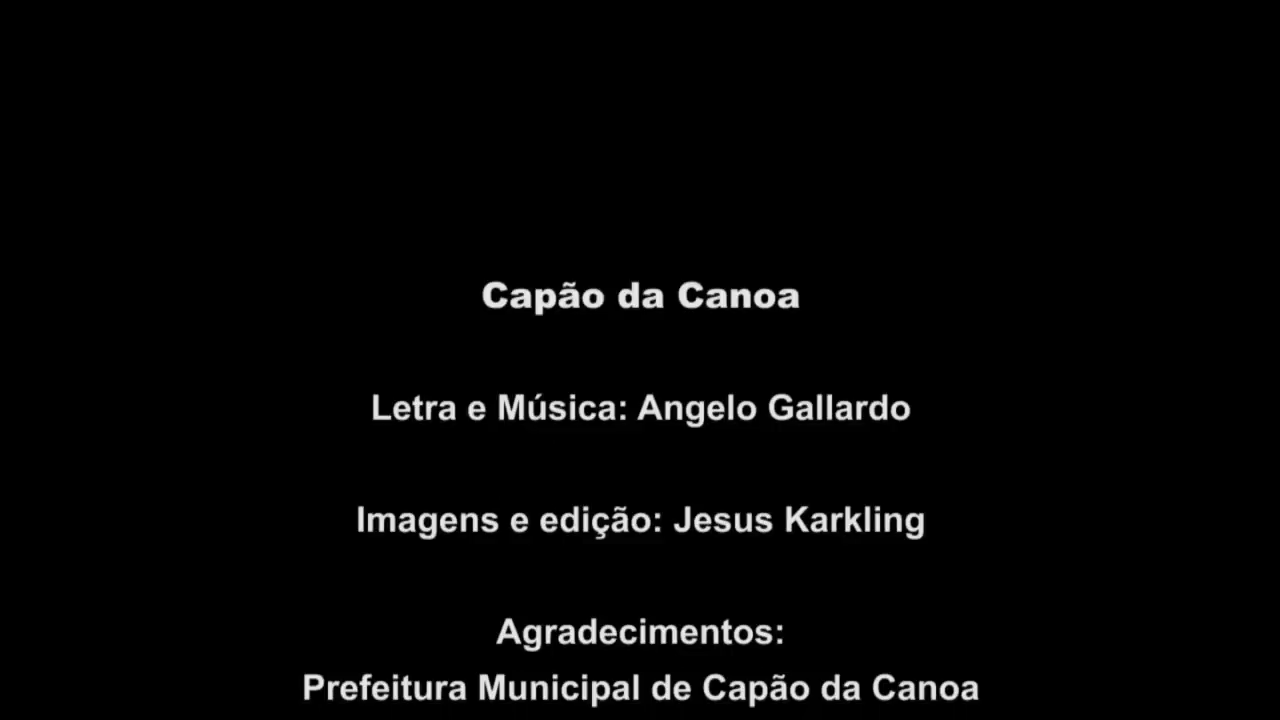 Capão da Canoa
Letra e Música: Angelo Gallardo
Imagens e edição: Jesus Karkling
Agradecimentos:
Prefeitura Municipal de Capão da Canoa